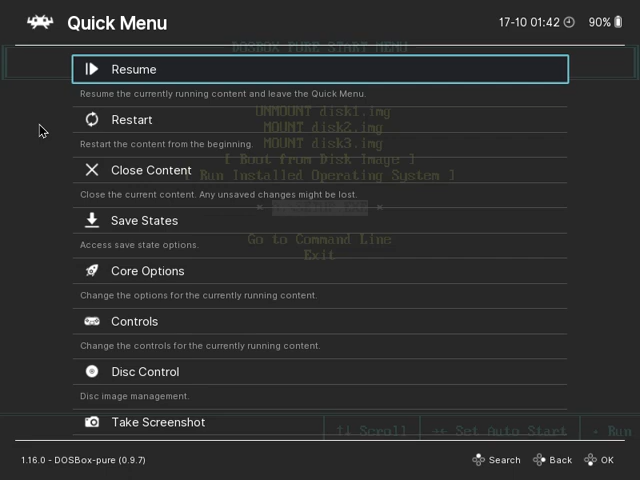 Quick Menu
17-10 01:42
90%
DOSBOX PURE START MENU
Resume
Resume the currently running content and leave the Quick Menu.
UNMOUNT disk1.img
Restart
MOUNT disk2.img
Restart the content from the beginning.
MOUNT disk3.img
[ Boot from Disk Image ]
Close Content
[ Run Installed Operating System ]
Close the current content. Any unsaved changes might be lost.
Save States
Go to Command Line
Access save state options.
Exit
Core Options
Change the options for the currently running content.
Controls
Change the controls for the currently running content.
Disc Control
Disc image management.
Take Screenshot
↑↓ Scroll
→← Set Auto Start
Run
1.16.0 - DOSBox-pure (0.9.7)
Search
Back
OK